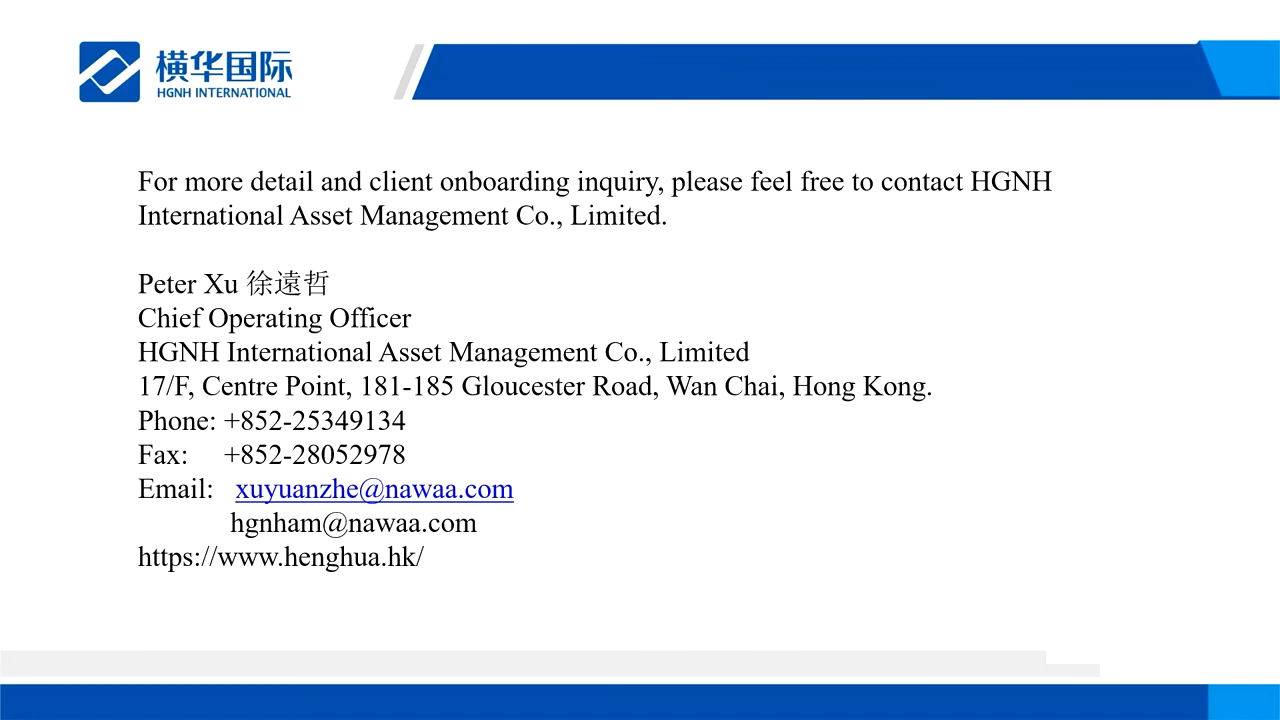 横华国际
HGNH INTERNATIONAL
For more detail and client onboarding inquiry, please feel free to contact HGNH
International Asset Management Co., Limited.
Peter Xu 徐遠哲
Chief Operating Officer
HGNH International Asset Management Co., Limited
17/F, Centre Point, 181-185 Gloucester Road, Wan Chai, Hong Kong.
Phone: +852-25349134
Fax: +852-28052978
Email: xuyuanzhe@nawaa.com
hgnham@nawaa.com
https://www.henghua.hk/